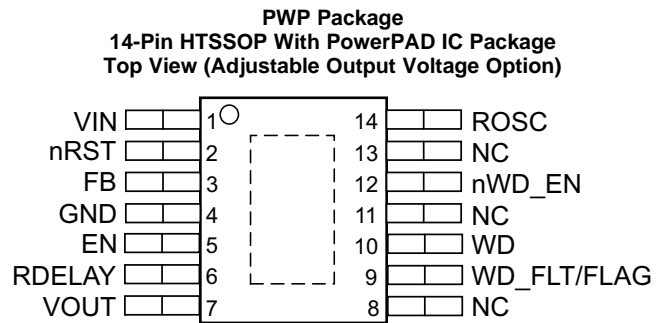 PWP Package
14-Pin HTSSOP With PowerPAD IC Package
Top View (Adjustable Output Voltage Option)
VIN 1 14 ROSC
nRST 2 13 NC
FB 3 12 nWD_EN
GND 4 11 NC
EN 5 10 WD
RDELAY 6 9 WD_FLT/FLAG
VOUT 7 8 NC